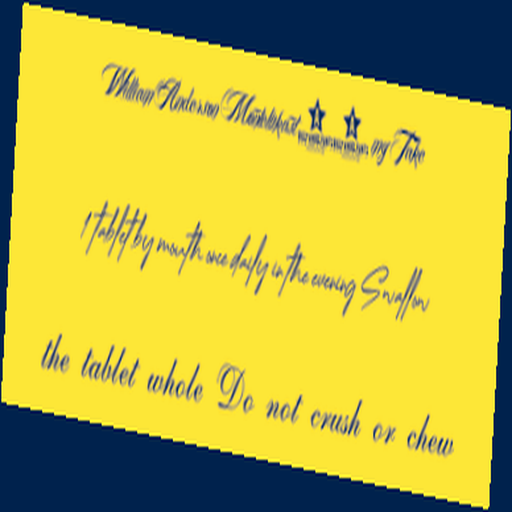 William Anderson mg Take
1 tablet by mouth once daily in the evening Swallow
the tablet whole Do not crush or chew